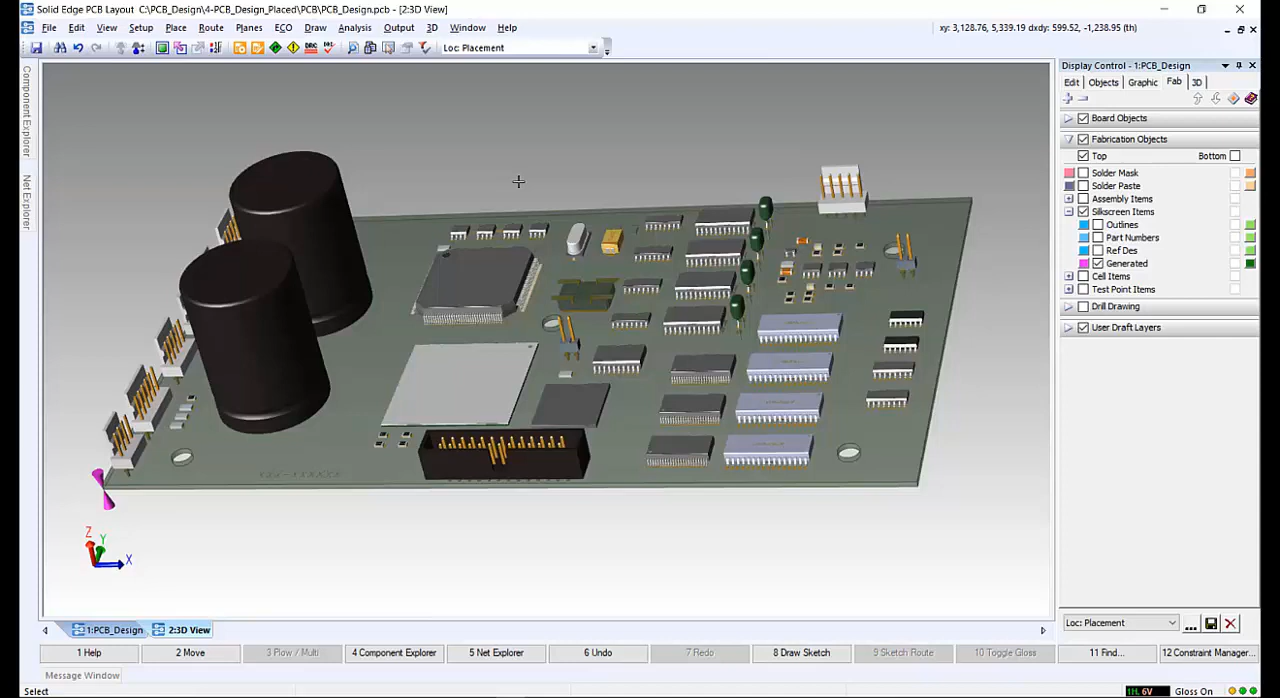 Solid Edge PCB Layout C:\PCB_Design\4-PCB_Design_Placed\PCB\PCB_Design.pcb - [2:3D View]
File Edit View Setup Place Route Planes ECO Draw Analysis Output 3D Window Help
xy: 3,128.76, 5,339.19 dxdy: 599.52, -1,238.95 (th)
Loc: Placement
Component Explorer
Net Explorer
Display Control - 1:PCB_Design
Edit Objects Graphic Fab 3D
Board Objects
Fabrication Objects
Top Bottom
Solder Mask
Solder Paste
Assembly Items
Silkscreen Items
Outlines
Part Numbers
Ref Des
Generated
Cell Items
Test Point Items
Drill Drawing
User Draft Layers
Z
Y
X
Loc: Placement
1:PCB_Design 2:3D View
1 Help 2 Move 3 Plow / Multi 4 Component Explorer 5 Net Explorer 6 Undo 7 Redo 8 Draw Sketch 9 Sketch Route 10 Toggle Gloss 11 Find... 12 Constraint Manager...
Message Window
Select
1H, 6V Gloss On